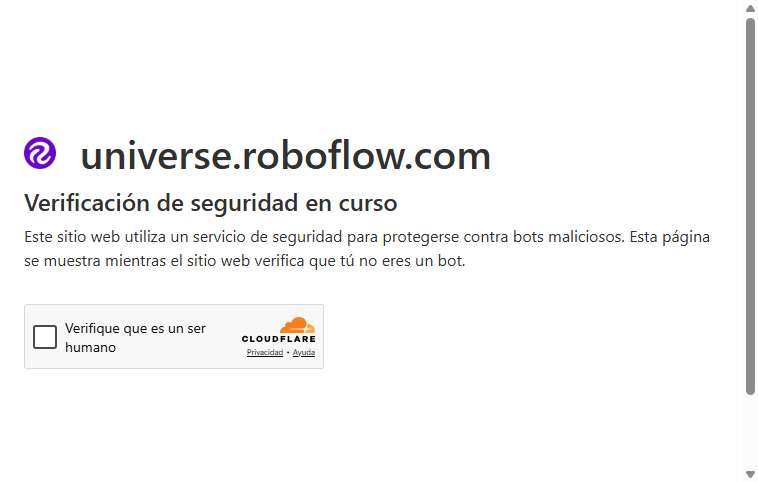 universe.roboflow.com
Verificación de seguridad en curso
Este sitio web utiliza un servicio de seguridad para protegerse contra bots maliciosos. Esta página
se muestra mientras el sitio web verifica que tú no eres un bot.
Verifique que es un ser
humano
CLOUDFLARE
Privacidad • Ayuda